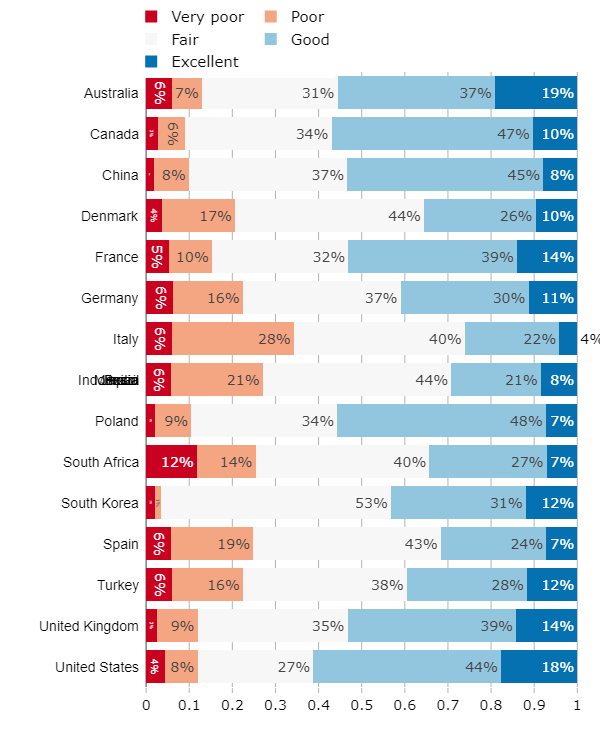 Very poor Poor
Fair Good
Excellent
Australia 6% 7% 31% 37% 19%
Canada 6% 34% 47% 10%
China 8% 37% 45% 8%
Denmark 4% 17% 44% 26% 10%
France 5% 10% 32% 39% 14%
Germany 6% 16% 37% 30% 11%
Italy 6% 28% 40% 22% 4%
6% 21% 44% 21% 8%
Poland 9% 34% 48% 7%
South Africa 12% 14% 40% 27% 7%
South Korea 53% 31% 12%
Spain 6% 19% 43% 24% 7%
Turkey 6% 16% 38% 28% 12%
United Kingdom 9% 35% 39% 14%
United States 4% 8% 27% 44% 18%
0 0.1 0.2 0.3 0.4 0.5 0.6 0.7 0.8 0.9 1